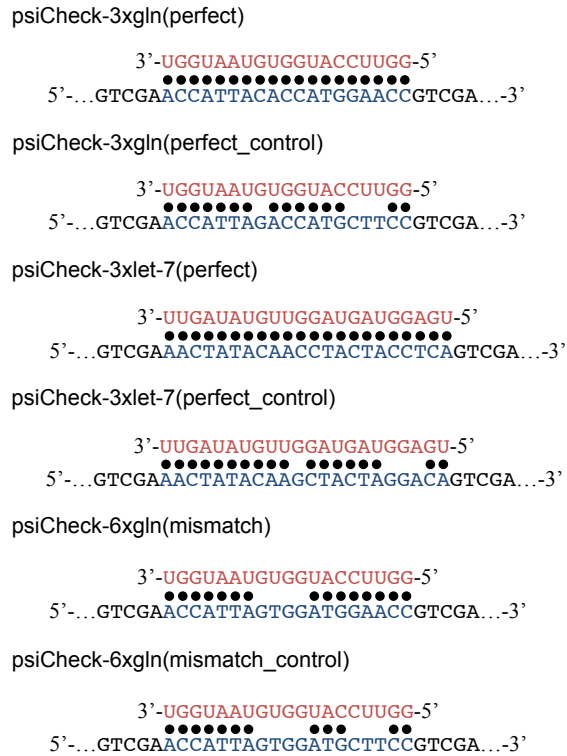 psiCheck-3xgln(perfect)
3’-UGGUAAUGUGGUACCUUGG-5’
5’-...GTCGAACCATTACACCATGGAACCGTCGA...-3’
psiCheck-3xgln(perfect_control)
3’-UGGUAAUGUGGUACCUUGG-5’
5’-...GTCGAACCATTAGACCATGCTTCCGTCGA...-3’
psiCheck-3xlet-7(perfect)
3’-UUGAUAUGUUGGAUGAUGGAGU-5’
5’-...GTCGAAACTATACAACCTACTACCTCAGTCGA...-3’
psiCheck-3xlet-7(perfect_control)
3’-UUGAUAUGUUGGAUGAUGGAGU-5’
5’-...GTCGAAACTATACAAGCTACTAGGACAGTCGA...-3’
psiCheck-6xgln(mismatch)
3’-UGGUAAUGUGGUACCUUGG-5’
5’-...GTCGAACCATTAGTGGATGGAACCGTCGA...-3’
psiCheck-6xgln(mismatch_control)
3’-UGGUAAUGUGGUACCUUGG-5’
5’-...GTCGAACCATTAGTGGATGCTTCCGTCGA...-3’